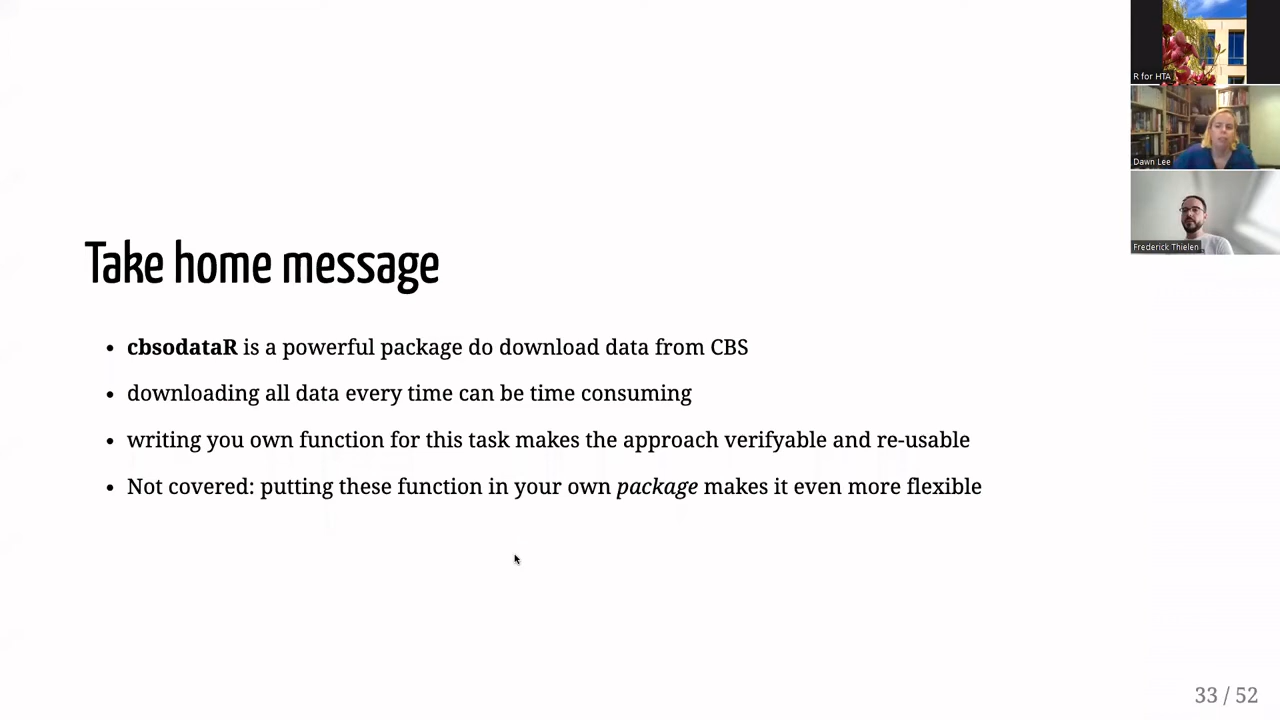 R for HTA
Dawn Lee
Frederick Thielen
Take home message
• cbsodataR is a powerful package do download data from CBS
• downloading all data every time can be time consuming
• writing you own function for this task makes the approach verifyable and re-usable
• Not covered: putting these function in your own package makes it even more flexible
33 / 52